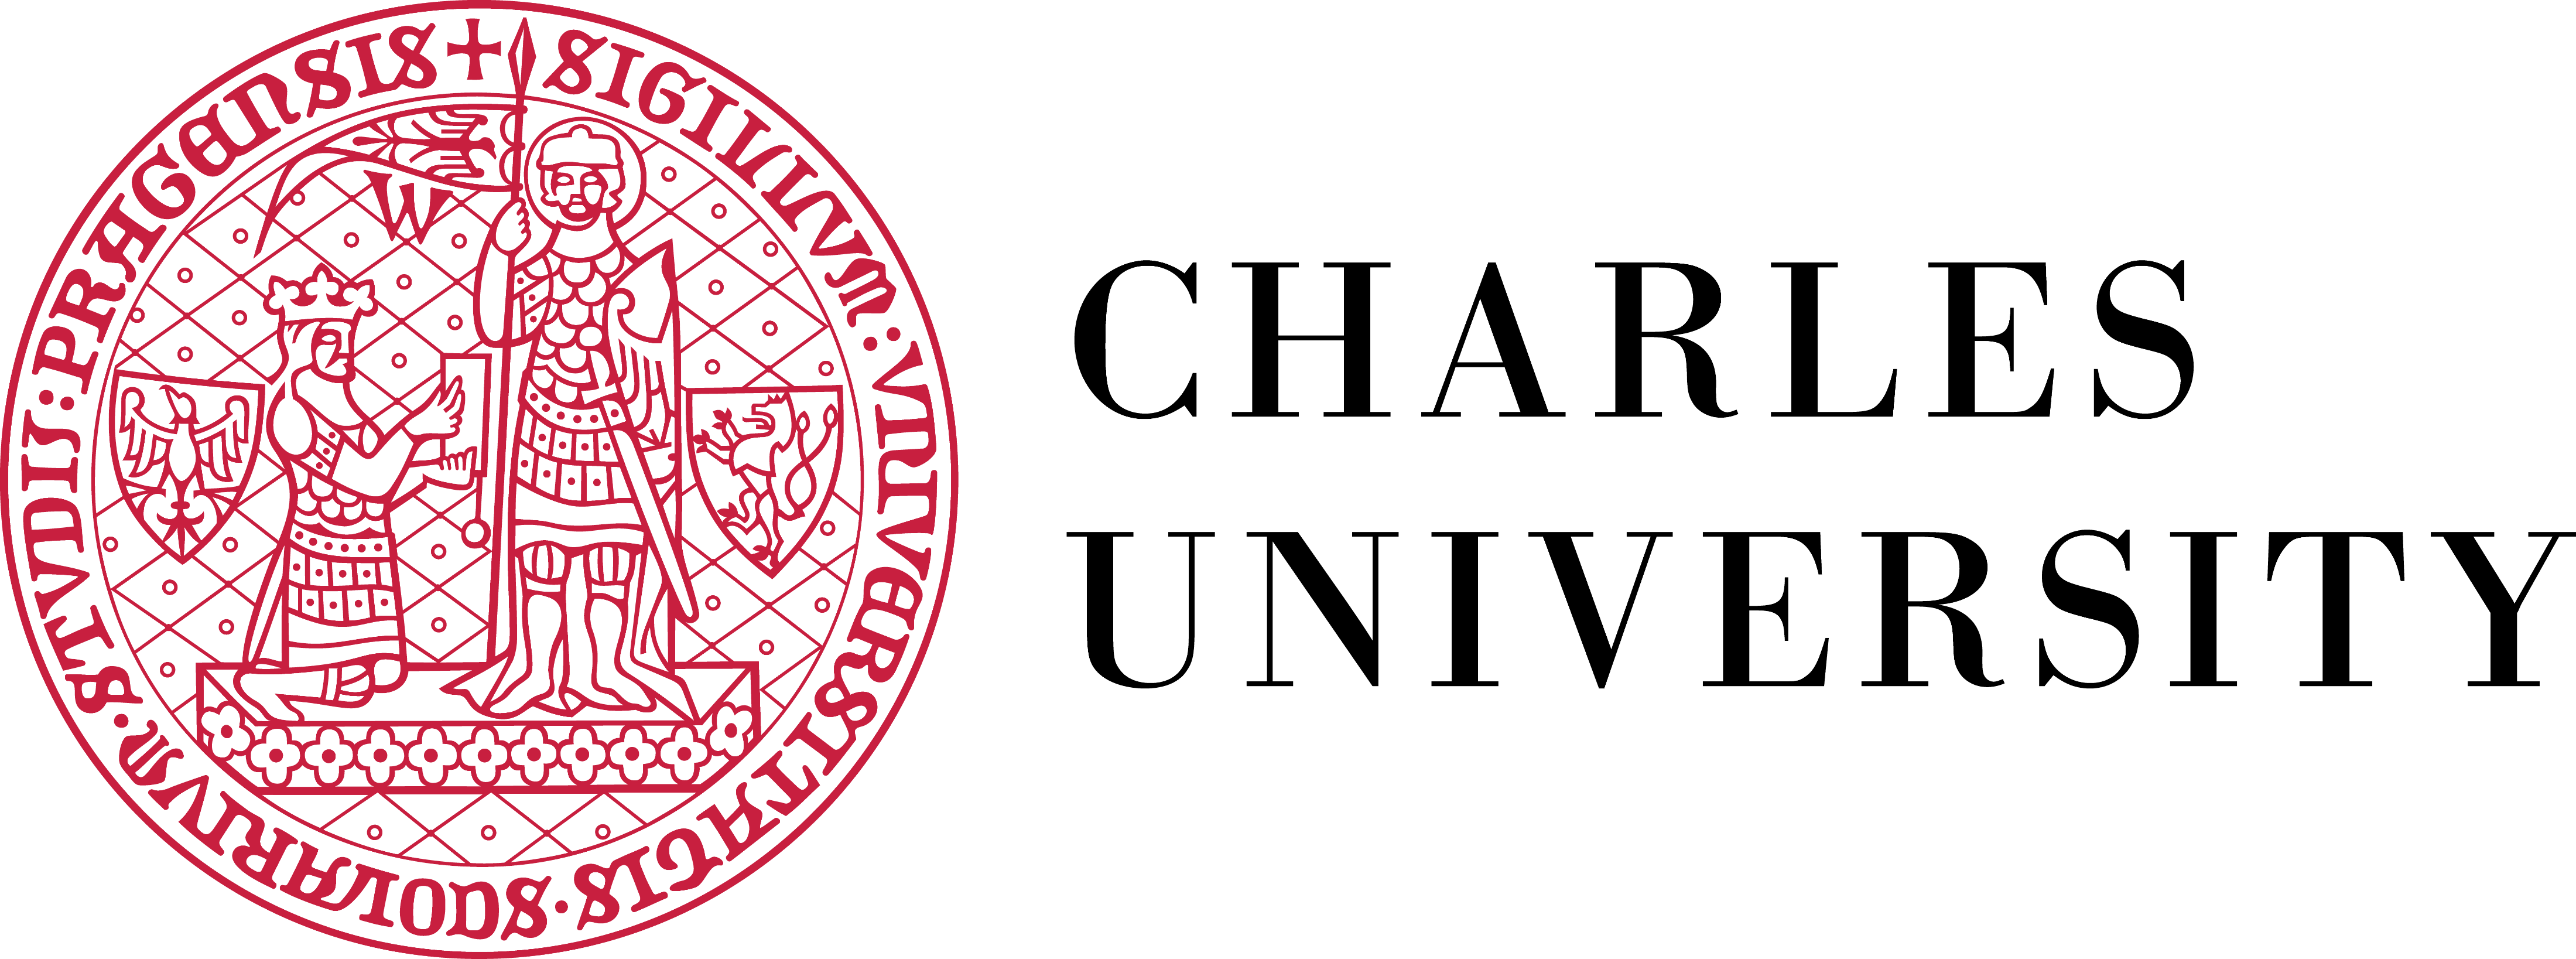 + SIGILLVM : VNIVERSITATIS · SCOLARIVM · STVDII : PRAGENSIS
W
CHARLES
UNIVERSITY